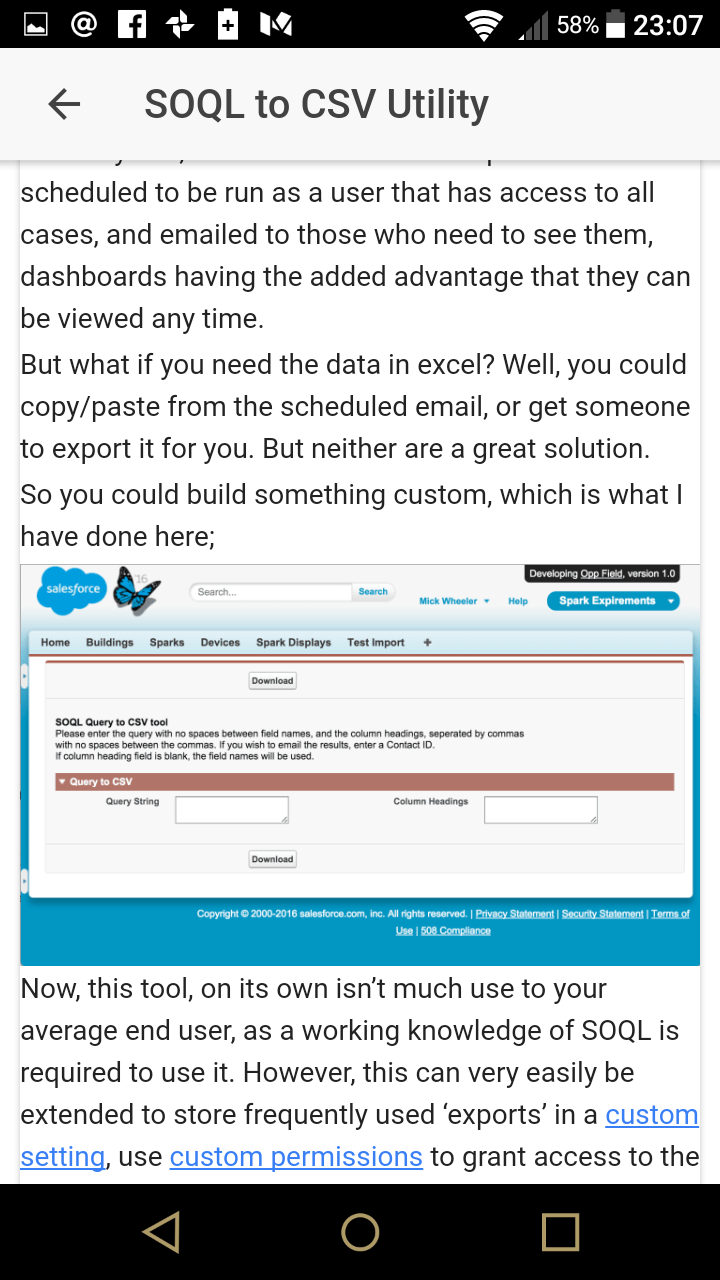 58% 23:07
SOQL to CSV Utility
scheduled to be run as a user that has access to all
cases, and emailed to those who need to see them,
dashboards having the added advantage that they can
be viewed any time.
But what if you need the data in excel? Well, you could
copy/paste from the scheduled email, or get someone
to export it for you. But neither are a great solution.
So you could build something custom, which is what I
have done here;
Developing Opp Field, version 1.0
salesforce
16
Search... Search
Mick Wheeler Help Spark Expirements
Home Buildings Sparks Devices Spark Displays Test Import +
Download
SOQL Query to CSV tool
Please enter the query with no spaces between field names, and the column headings, seperated by commas
with no spaces between the commas. If you wish to email the results, enter a Contact ID.
If column heading field is blank, the field names will be used.
Query to CSV
Query String Column Headings
Download
Copyright © 2000-2016 salesforce.com, inc. All rights reserved. | Privacy Statement | Security Statement | Terms of
Use | 508 Compliance
Now, this tool, on its own isn’t much use to your
average end user, as a working knowledge of SOQL is
required to use it. However, this can very easily be
extended to store frequently used ‘exports’ in a custom
setting, use custom permissions to grant access to the